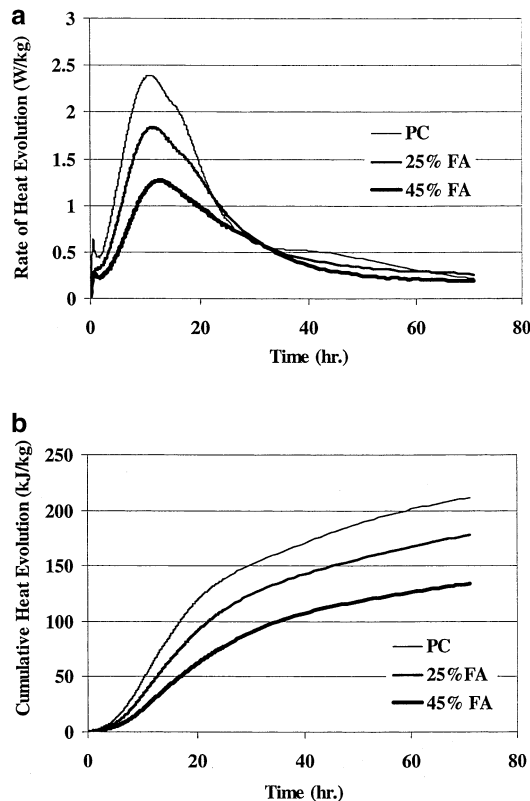 a
Rate of Heat Evolution (W/kg)
3
2.5
2
1.5
1
0.5
0
PC
25% FA
45% FA
0 20 40 60 80
Time (hr.)
b
Cumulative Heat Evolution (kJ/kg)
250
200
150
100
50
0
PC
25%FA
45% FA
0 20 40 60 80
Time (hr.)